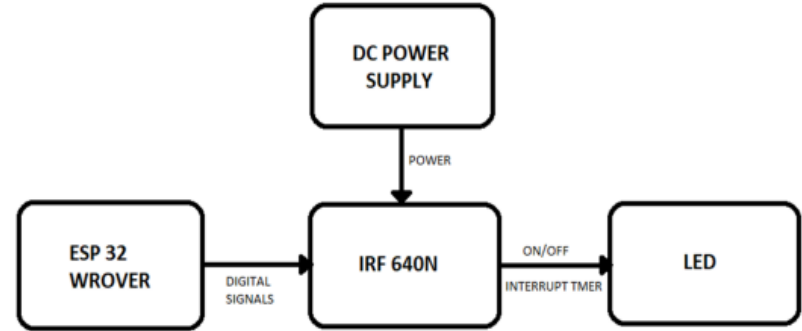 DC POWER
SUPPLY
POWER
ESP 32
WROVER
DIGITAL
SIGNALS
IRF 640N
ON/OFF
INTERRUPT TMER
LED